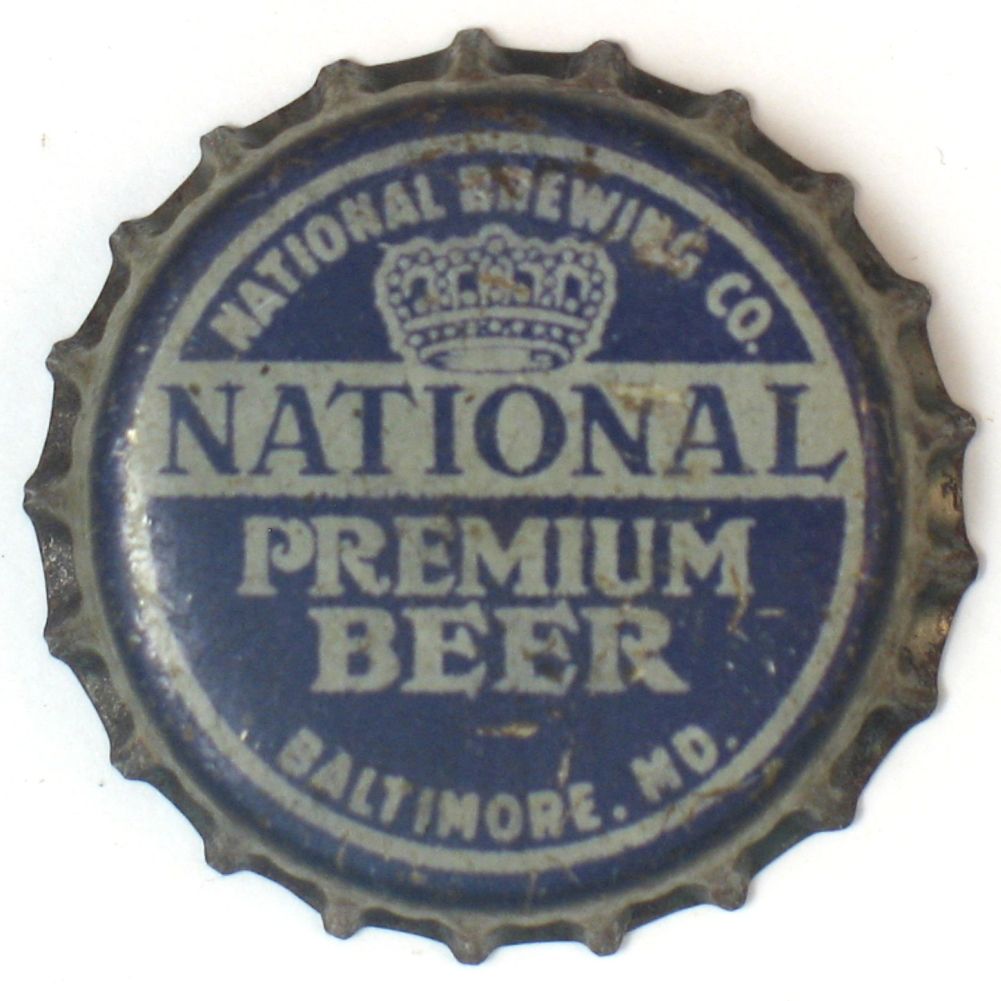 NATIONAL BREWING CO.
NATIONAL
PREMIUM
BEER
BALTIMORE. MD.